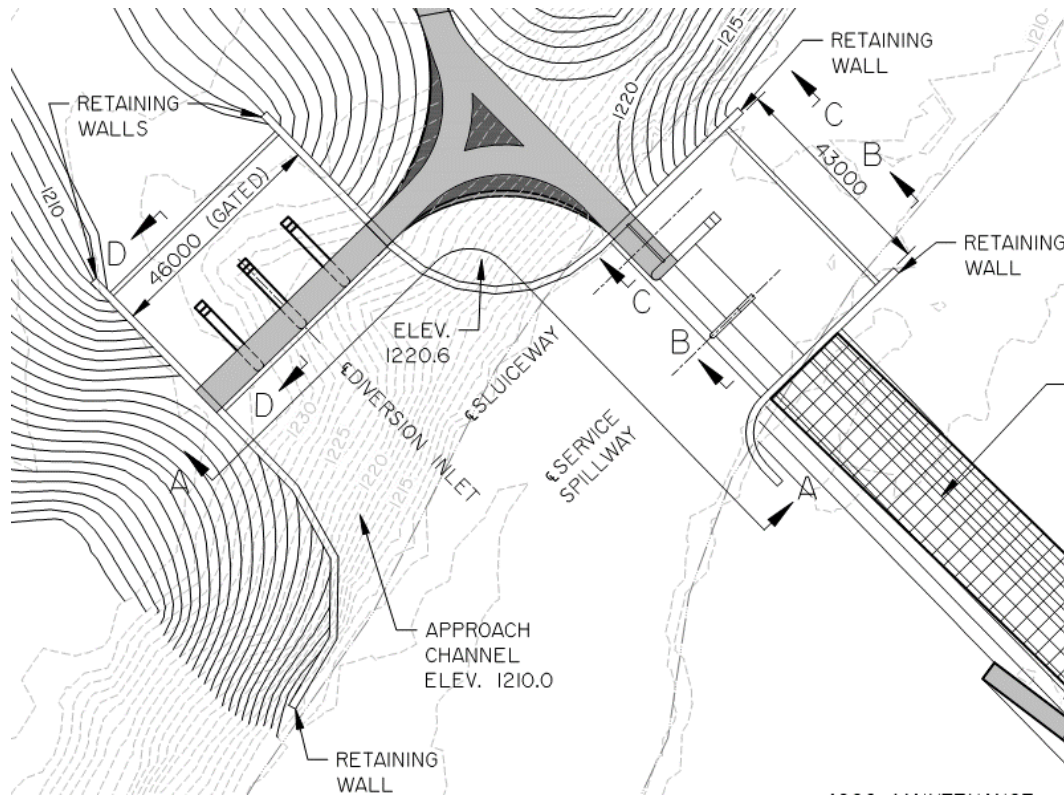 1215
1210
RETAINING
WALL
C
B
1220
43000
RETAINING
WALLS
1210
D
46000 (GATED)
RETAINING
WALL
C
ELEV.
1220.6
B
℄ SLUICEWAY
℄ DIVERSION INLET
D
1230
1225
1220
1215
℄ SERVICE
SPILLWAY
A
A
APPROACH
CHANNEL
ELEV. 1210.0
RETAINING
WALL